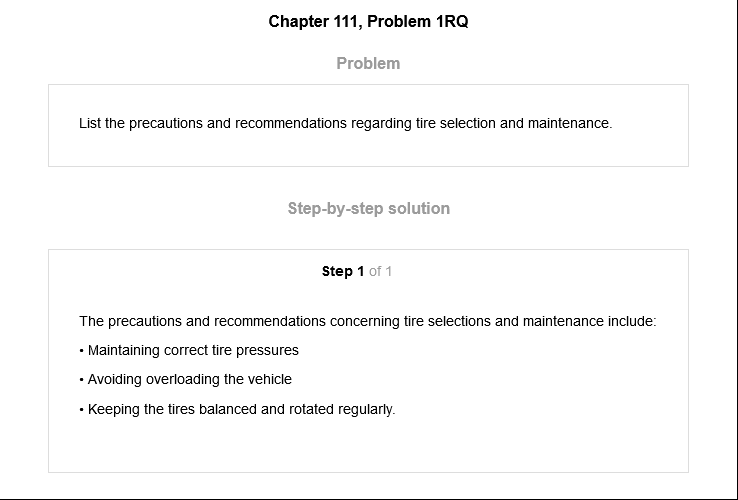 Chapter 111, Problem 1RQ
Problem
List the precautions and recommendations regarding tire selection and maintenance.
Step-by-step solution
Step 1 of 1
The precautions and recommendations concerning tire selections and maintenance include:
• Maintaining correct tire pressures
• Avoiding overloading the vehicle
• Keeping the tires balanced and rotated regularly.